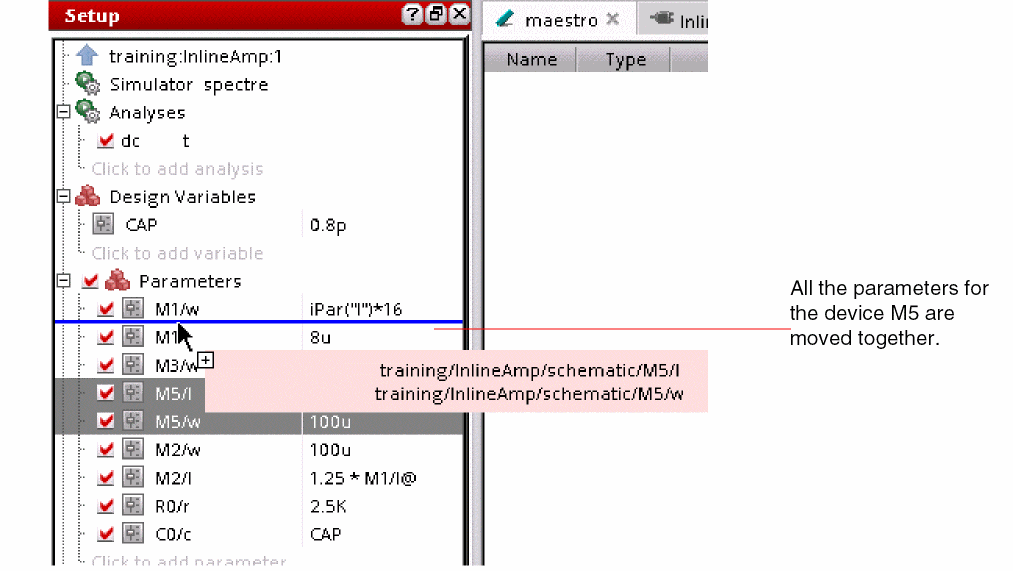 Setup
maestro
Name Type
training:InlineAmp:1
Simulator spectre
Analyses
dc t
Click to add analysis
Design Variables
CAP 0.8p
Click to add variable
Parameters
M1/w iPar("l")*16
8u
M3/w
M5/l
M5/w 100u
M2/w 100u
M2/l 1.25 * M1/l@
R0/r 2.5K
C0/c CAP
Click to add parameter
training/InlineAmp/schematic/M5/l
training/InlineAmp/schematic/M5/w
All the parameters for
the device M5 are
moved together.